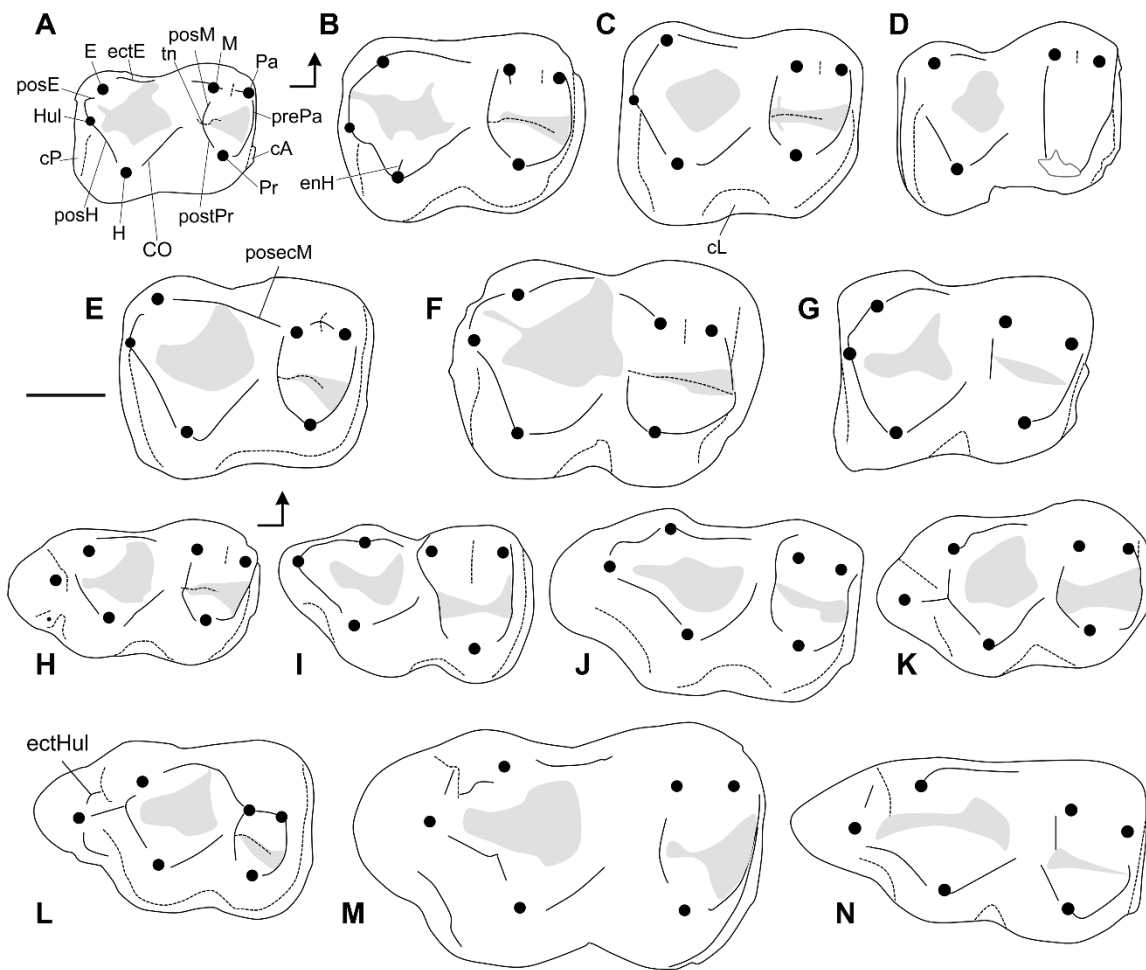 A
B
C
D
E
ectE
posM
tn
M
Pa
posE
Hul
prePa
cP
cA
enH
Pr
posH
H
postPr
CO
cL
posecM
E
F
G
H
I
J
K
ectHul
L
M
N